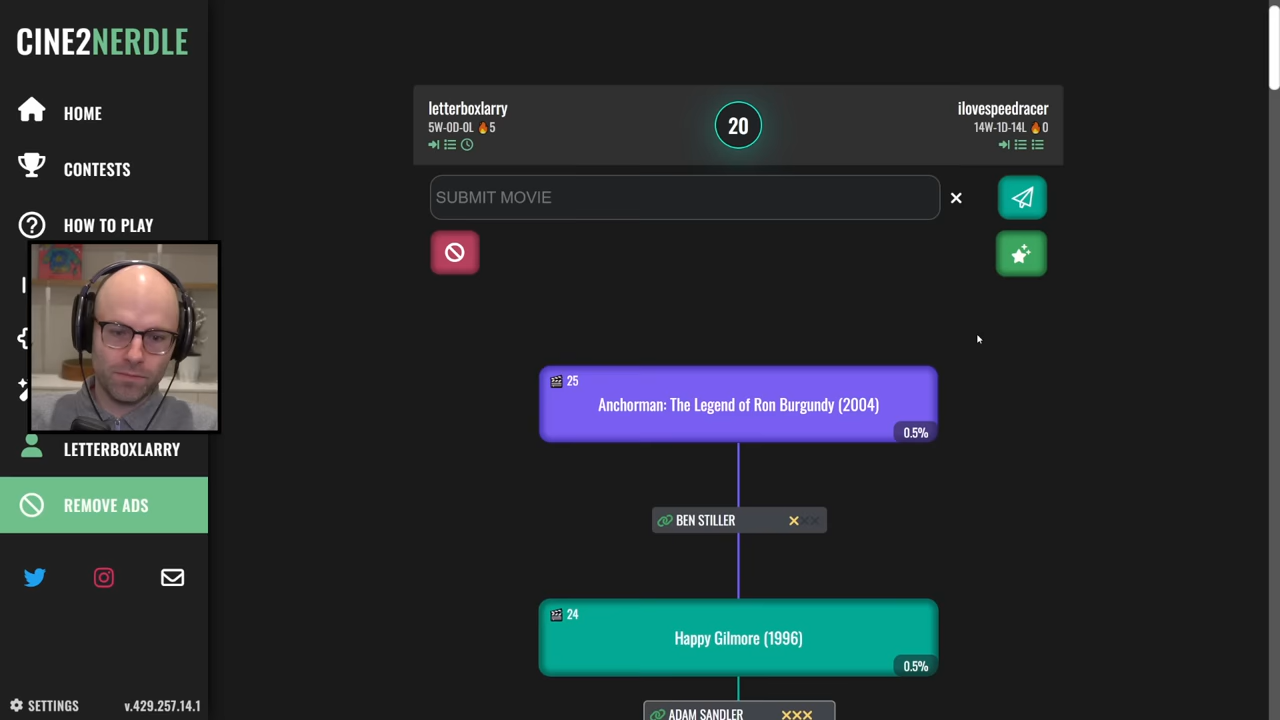 CINE2NERDLE
HOME
CONTESTS
HOW TO PLAY
LETTERBOXLARRY
REMOVE ADS
SETTINGS
v.429.257.14.1
letterboxlarry
5W-0D-0L 🔥5
20
ilovespeedracer
14W-1D-14L 🔥0
SUBMIT MOVIE
25
Anchorman: The Legend of Ron Burgundy (2004)
0.5%
BEN STILLER
24
Happy Gilmore (1996)
0.5%
ADAM SANDLER